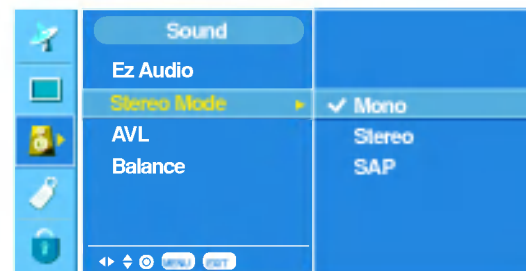 Sound
Ez Audio
Stereo Mode
AVL
Balance
Mono
Stereo
SAP
MENU EXIT